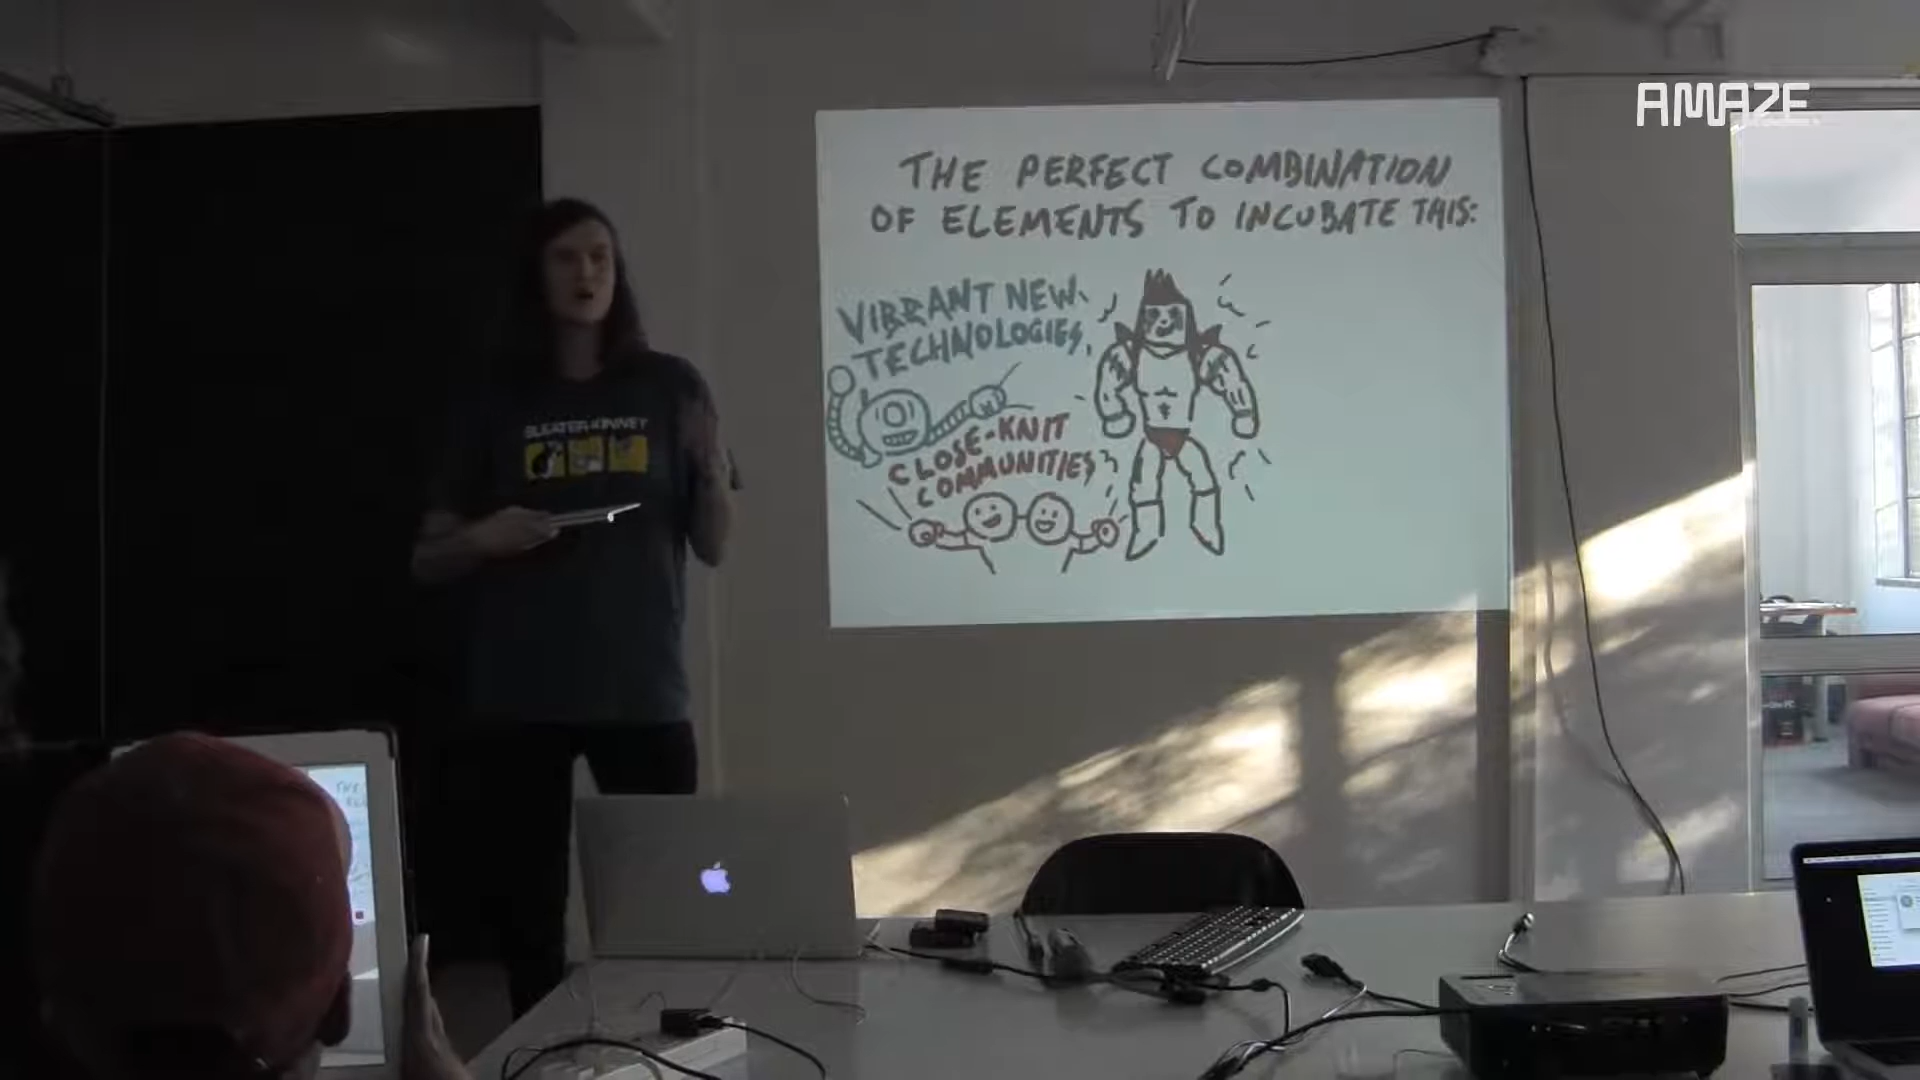 AMAZE.
THE PERFECT COMBINATION
OF ELEMENTS TO INCUBATE THIS:
VIBRANT NEW
TECHNOLOGIES,
CLOSE-KNIT
COMMUNITIES
SLEATER-KINNEY